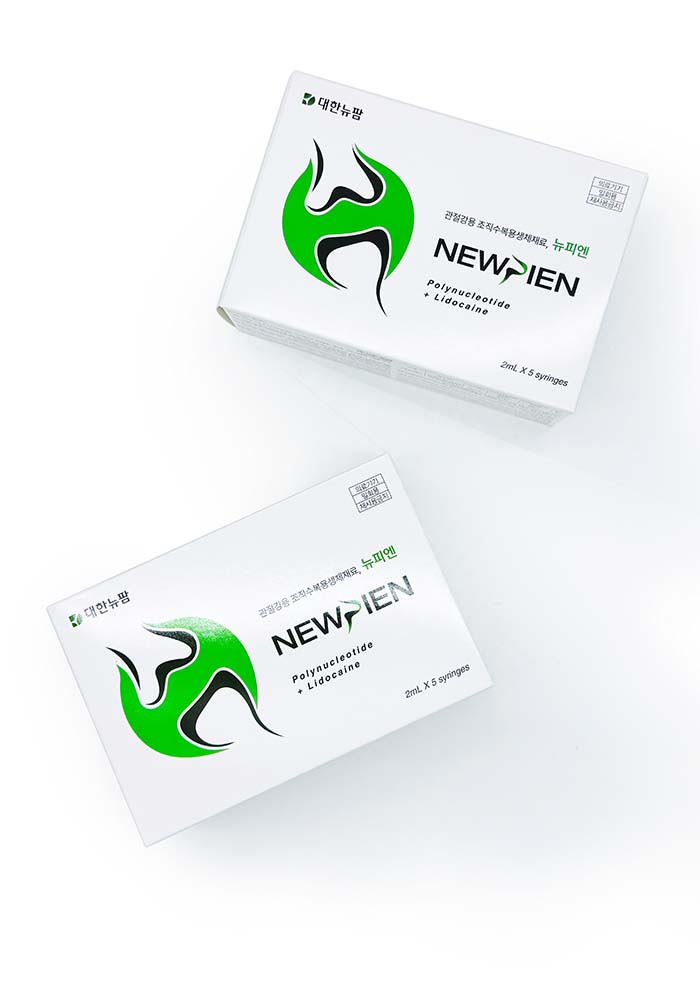 대한뉴팜
의료기기
일회용
재사용금지
관절강용 조직수복용생체재료, 뉴피엔
NEWPIEN
Polynucleotide
+ Lidocaine
2mL X 5 syringes
의료기기
일회용
재사용금지
대한뉴팜
관절강용 조직수복용생체재료, 뉴피엔
NEWPIEN
Polynucleotide
+ Lidocaine
2mL X 5 syringes